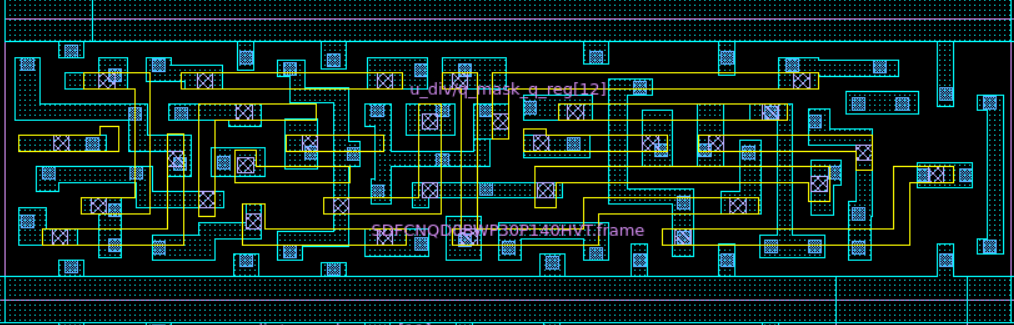 u_div/q_mask_q_reg[12]
SDFCNQD0BWP30P140HVT.frame